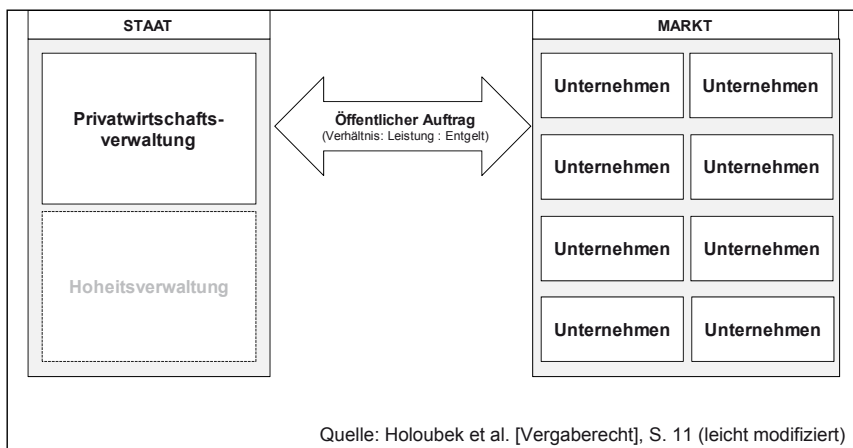 STAAT
MARKT
Privatwirtschafts-
verwaltung
Hoheitsverwaltung
Öffentlicher Auftrag
(Verhältnis: Leistung : Entgelt)
Unternehmen Unternehmen
Unternehmen Unternehmen
Unternehmen Unternehmen
Unternehmen Unternehmen
Quelle: Holoubek et al. [Vergaberecht], S. 11 (leicht modifiziert)